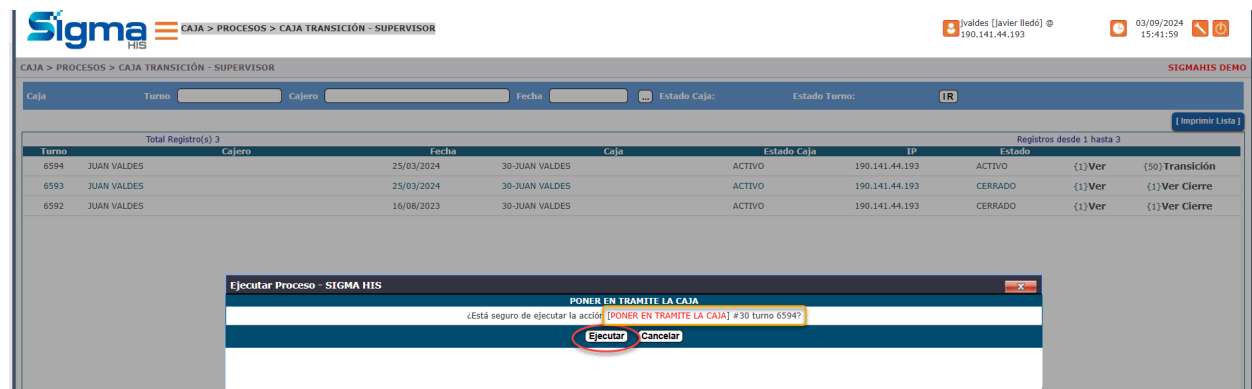 Sigma
HIS
CAJA > PROCESOS > CAJA TRANSICIÓN - SUPERVISOR
Jvaldes [javier lledó] @
190.141.44.193
03/09/2024
15:41:59
CAJA > PROCESOS > CAJA TRANSICIÓN - SUPERVISOR SIGMAHIS DEMO
Caja Turno Cajero Fecha ... Estado Caja: Estado Turno: IR
[ Imprimir Lista ]
Total Registro(s) 3 Registros desde 1 hasta 3
Turno Cajero Fecha Caja Estado Caja IP Estado
6594 JUAN VALDES 25/03/2024 30-JUAN VALDES ACTIVO 190.141.44.193 ACTIVO {1}Ver {50}Transición
6593 JUAN VALDES 25/03/2024 30-JUAN VALDES ACTIVO 190.141.44.193 CERRADO {1}Ver {1}Ver Cierre
6592 JUAN VALDES 16/08/2023 30-JUAN VALDES ACTIVO 190.141.44.193 CERRADO {1}Ver {1}Ver Cierre
Ejecutar Proceso - SIGMA HIS x
PONER EN TRAMITE LA CAJA
¿Está seguro de ejecutar la acción [PONER EN TRAMITE LA CAJA] #30 turno 6594?
Ejecutar Cancelar